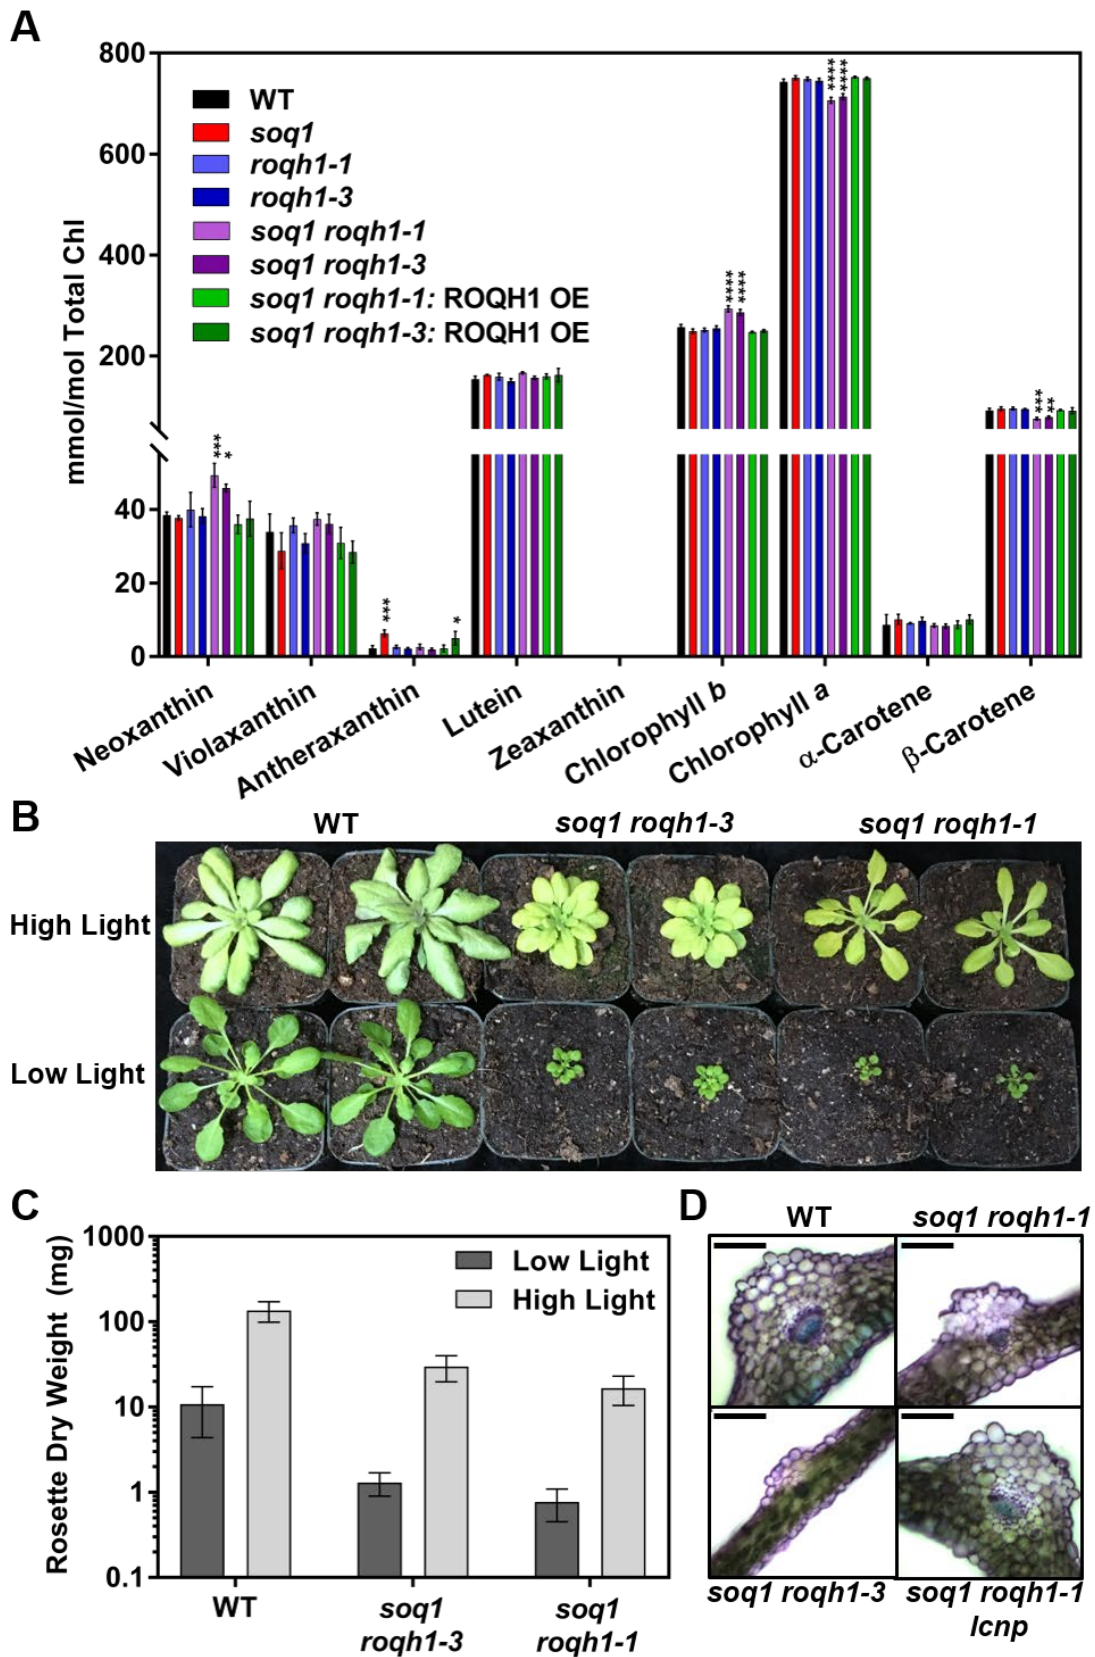 A
800
600
400
200
40
20
0
mmol/mol Total Chl
WT
soq1
roqh1-1
roqh1-3
soq1 roqh1-1
soq1 roqh1-3
soq1 roqh1-1: ROQH1 OE
soq1 roqh1-3: ROQH1 OE
*** * *** * **** **** **** **** *** **
Neoxanthin
Violaxanthin
Antheraxanthin
Lutein
Zeaxanthin
Chlorophyll b
Chlorophyll a
α-Carotene
β-Carotene
B
WT soq1 roqh1-3 soq1 roqh1-1
High Light
Low Light
C
1000
100
10
1
0.1
Rosette Dry Weight (mg)
Low Light
High Light
WT
soq1
roqh1-3
soq1
roqh1-1
D
WT soq1 roqh1-1
soq1 roqh1-3 soq1 roqh1-1
lcnp